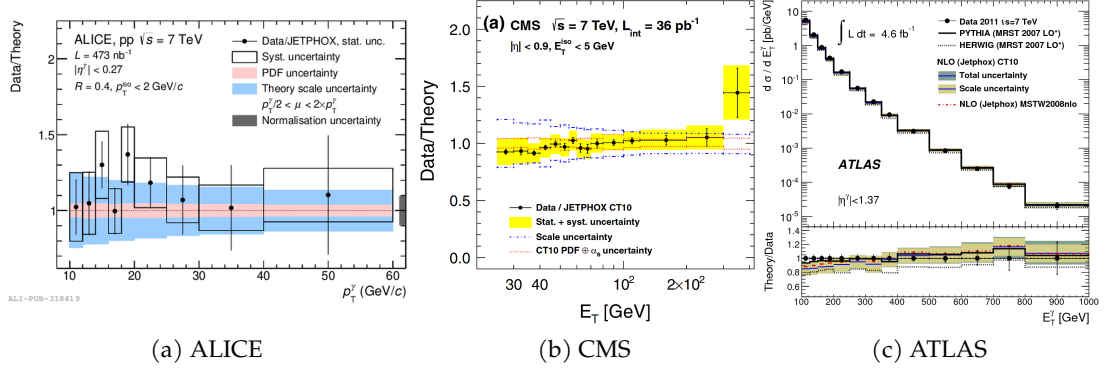 Data/Theory
2
1.5
1
0.5
0
10
20
30
40
50
60
p_T^γ (GeV/c)
ALICE, pp √s = 7 TeV
L = 473 nb⁻¹
|η^γ| < 0.27
R = 0.4, p_T^iso < 2 GeV/c
Data/JETPHOX, stat. unc.
Syst. uncertainty
PDF uncertainty
Theory scale uncertainty
p_T^γ/2 < μ < 2×p_T^γ
Normalisation uncertainty
ALI-PUB-318419
(a) ALICE
(a) CMS √s = 7 TeV, L_int = 36 pb⁻¹
|η| < 0.9, E_T^iso < 5 GeV
Data/Theory
2.0
1.5
1.0
0.5
0.0
Data / JETPHOX CT10
Stat. + syst. uncertainty
Scale uncertainty
CT10 PDF ⊕ α_s uncertainty
30
40
10²
2×10²
E_T [GeV]
(b) CMS
d σ / d E_T^γ [pb/GeV]
10
1
10⁻¹
10⁻²
10⁻³
10⁻⁴
10⁻⁵
∫ L dt = 4.6 fb⁻¹
Data 2011 √s=7 TeV
PYTHIA (MRST 2007 LO*)
HERWIG (MRST 2007 LO*)
NLO (Jetphox) CT10
Total uncertainty
Scale uncertainty
NLO (Jetphox) MSTW2008nlo
ATLAS
|η^γ|<1.37
Theory/Data
1.4
1.2
1.0
0.8
0.6
100
200
300
400
500
600
700
800
900
1000
E_T^γ [GeV]
(c) ATLAS